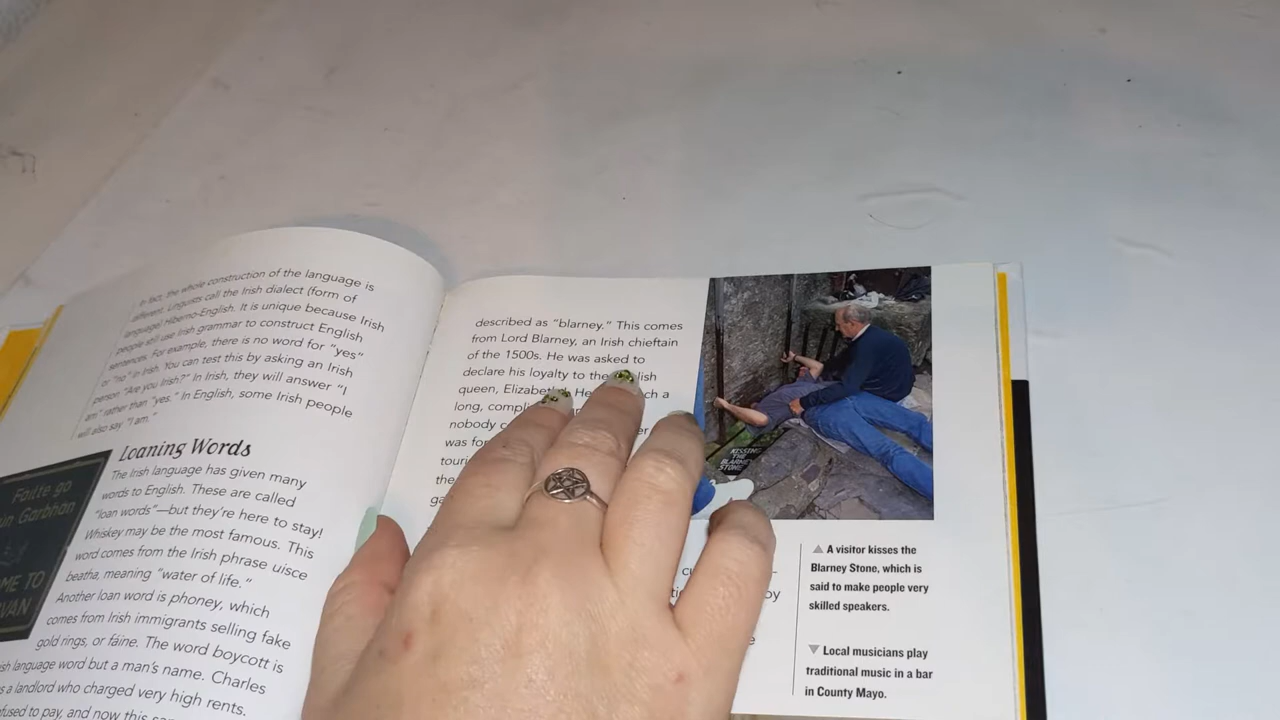 In fact, the whole construction of the language is
different. Linguists call the Irish dialect (form of
language) Hiberno-English. It is unique because Irish
people still use Irish grammar to construct English
sentences. For example, there is no word for "yes"
or "no" in Irish. You can test this by asking an Irish
person "Are you Irish?" In Irish, they will answer "I
am" rather than "yes." In English, some Irish people
will also say "I am."
Loaning Words
The Irish language has given many
words to English. These are called
"loan words"—but they're here to stay!
Whiskey may be the most famous. This
word comes from the Irish phrase uisce
beatha, meaning "water of life."
Another loan word is phoney, which
comes from Irish immigrants selling fake
gold rings, or fáine. The word boycott is
language word but a man's name. Charles
a landlord who charged very high rents.
to pay, and now this
Failte go
Garbhan
TO
described as "blarney." This comes
from Lord Blarney, an Irish chieftain
of the 1500s. He was asked to
declare his loyalty to the
queen, He a
long,
nobody
was
the
KISSING
THE
BLARNEY
STONE
▲ A visitor kisses the
Blarney Stone, which is
said to make people very
skilled speakers.
▼ Local musicians play
traditional music in a bar
in County Mayo.